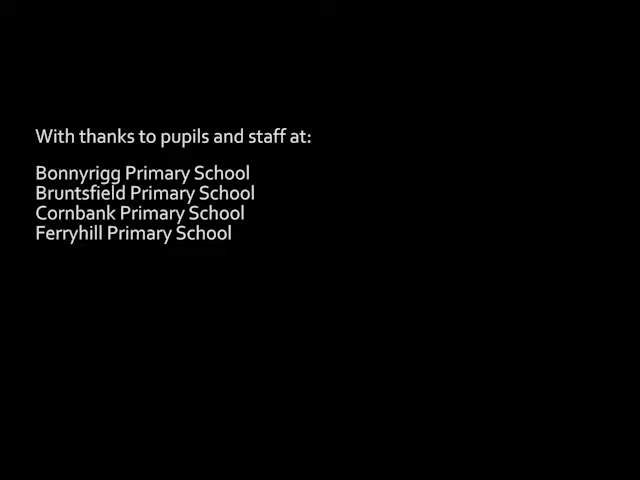 With thanks to pupils and staff at:
Bonnyrigg Primary School
Bruntsfield Primary School
Cornbank Primary School
Ferryhill Primary School